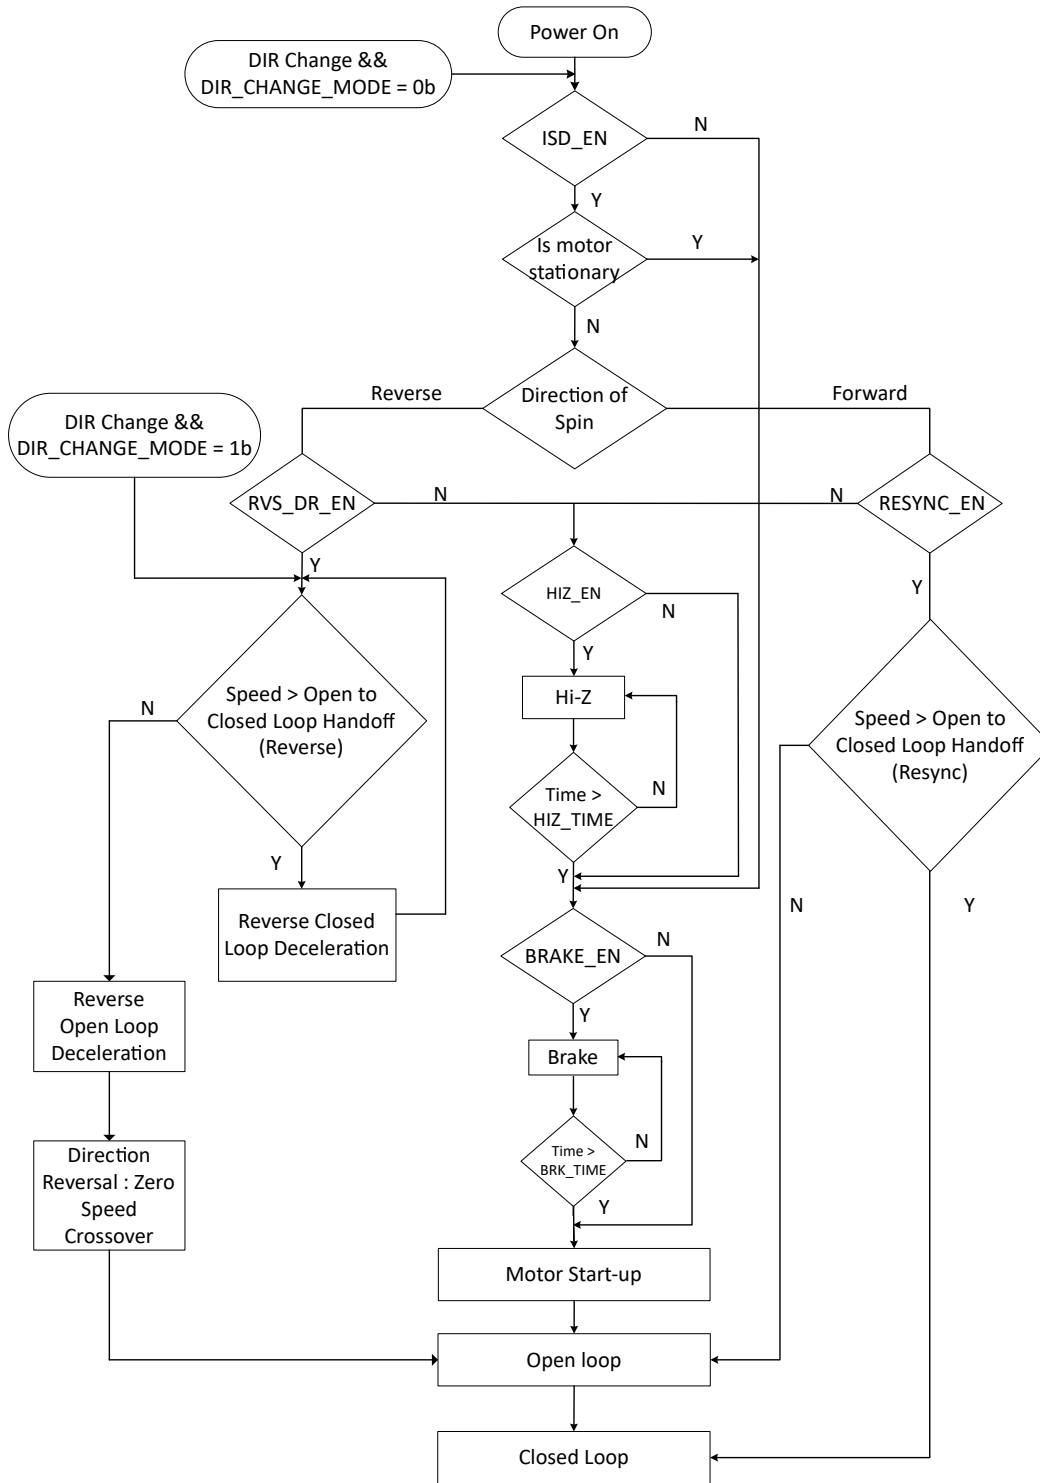 Power On
DIR Change &&
DIR_CHANGE_MODE = 0b
ISD_EN
N
Y
Is motor
stationary
Y
N
Direction of
Spin
Reverse
Forward
DIR Change &&
DIR_CHANGE_MODE = 1b
RVS_DR_EN
N
N
RESYNC_EN
Y
Y
HIZ_EN
N
Y
Speed > Open to
Closed Loop Handoff
(Reverse)
N
Y
Hi-Z
Speed > Open to
Closed Loop Handoff
(Resync)
Time >
HIZ_TIME
N
Y
N
Y
Reverse Closed
Loop Deceleration
BRAKE_EN
N
Y
Reverse
Open Loop
Deceleration
Brake
Time >
BRK_TIME
N
Y
Direction
Reversal : Zero
Speed
Crossover
Motor Start-up
Open loop
Closed Loop